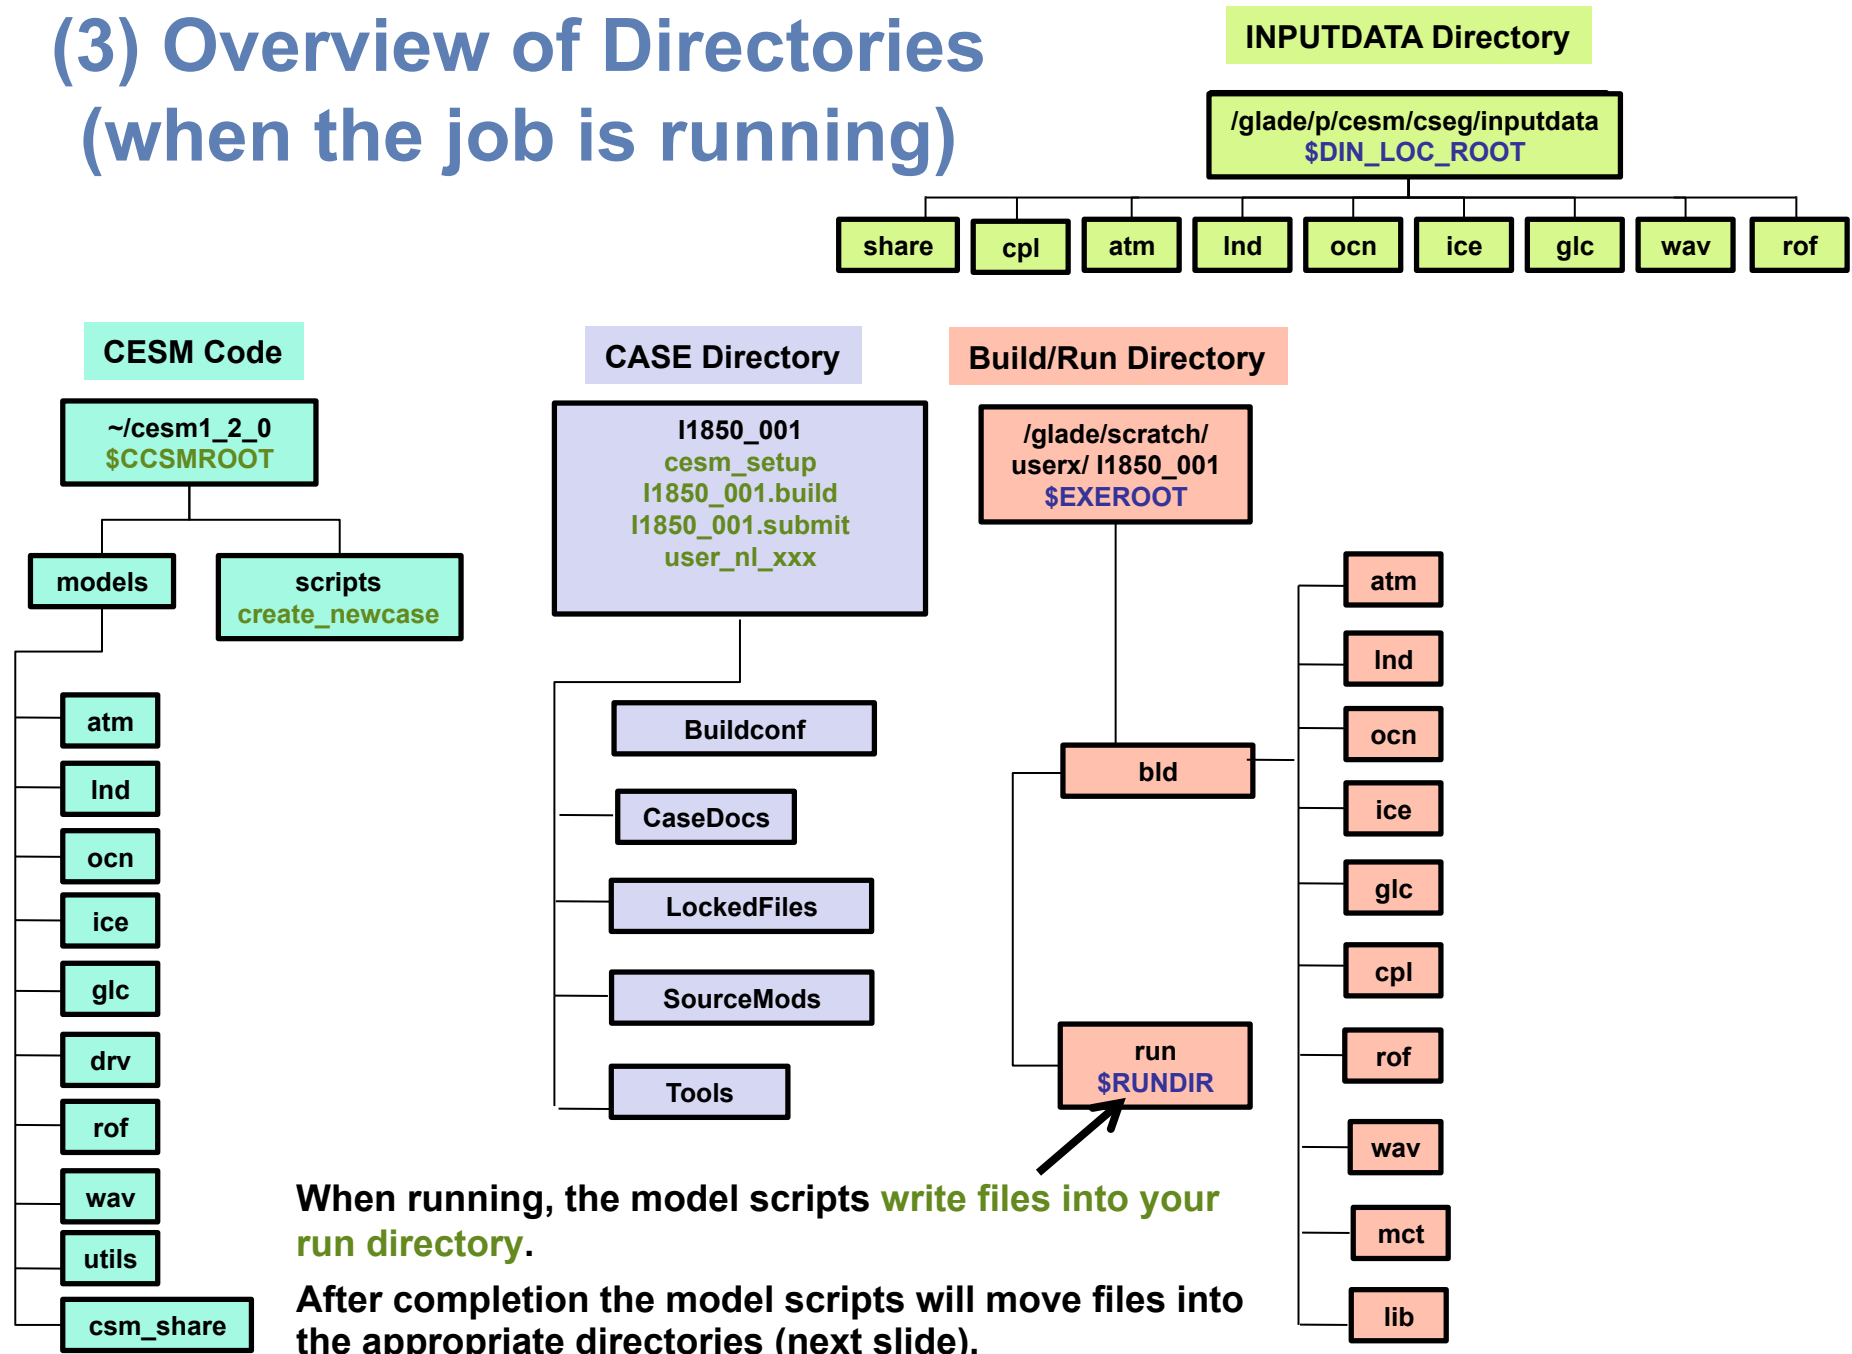 (3) Overview of Directories
(when the job is running)
INPUTDATA Directory
/glade/p/cesm/cseg/inputdata
$DIN_LOC_ROOT
share
cpl
atm
lnd
ocn
ice
glc
wav
rof
CESM Code
~/cesm1_2_0
$CCSMROOT
models
scripts
create_newcase
atm
lnd
ocn
ice
glc
drv
rof
wav
utils
csm_share
CASE Directory
I1850_001
cesm_setup
I1850_001.build
I1850_001.submit
user_nl_xxx
Buildconf
CaseDocs
LockedFiles
SourceMods
Tools
Build/Run Directory
/glade/scratch/
userx/ I1850_001
$EXEROOT
bld
run
$RUNDIR
atm
lnd
ocn
ice
glc
cpl
rof
wav
mct
lib
When running, the model scripts write files into your
run directory.
After completion the model scripts will move files into
the appropriate directories (next slide).